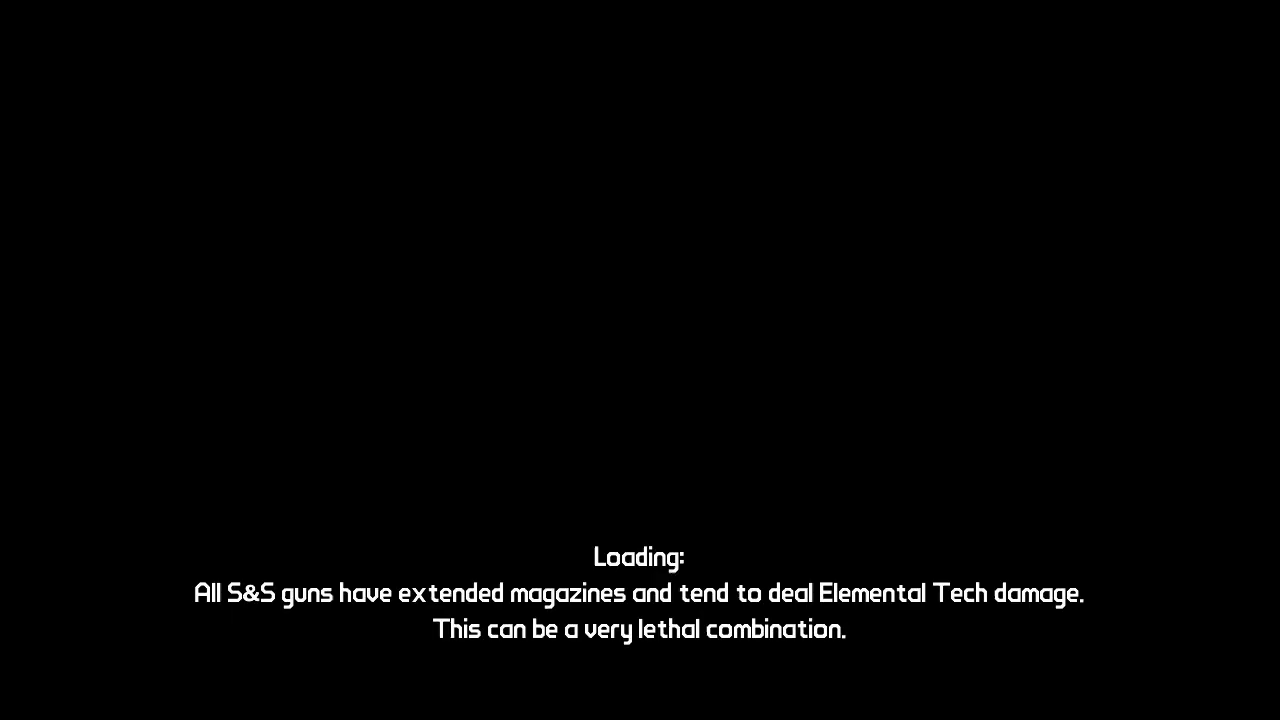 Loading:
All S&S guns have extended magazines and tend to deal Elemental Tech damage.
This can be a very lethal combination.